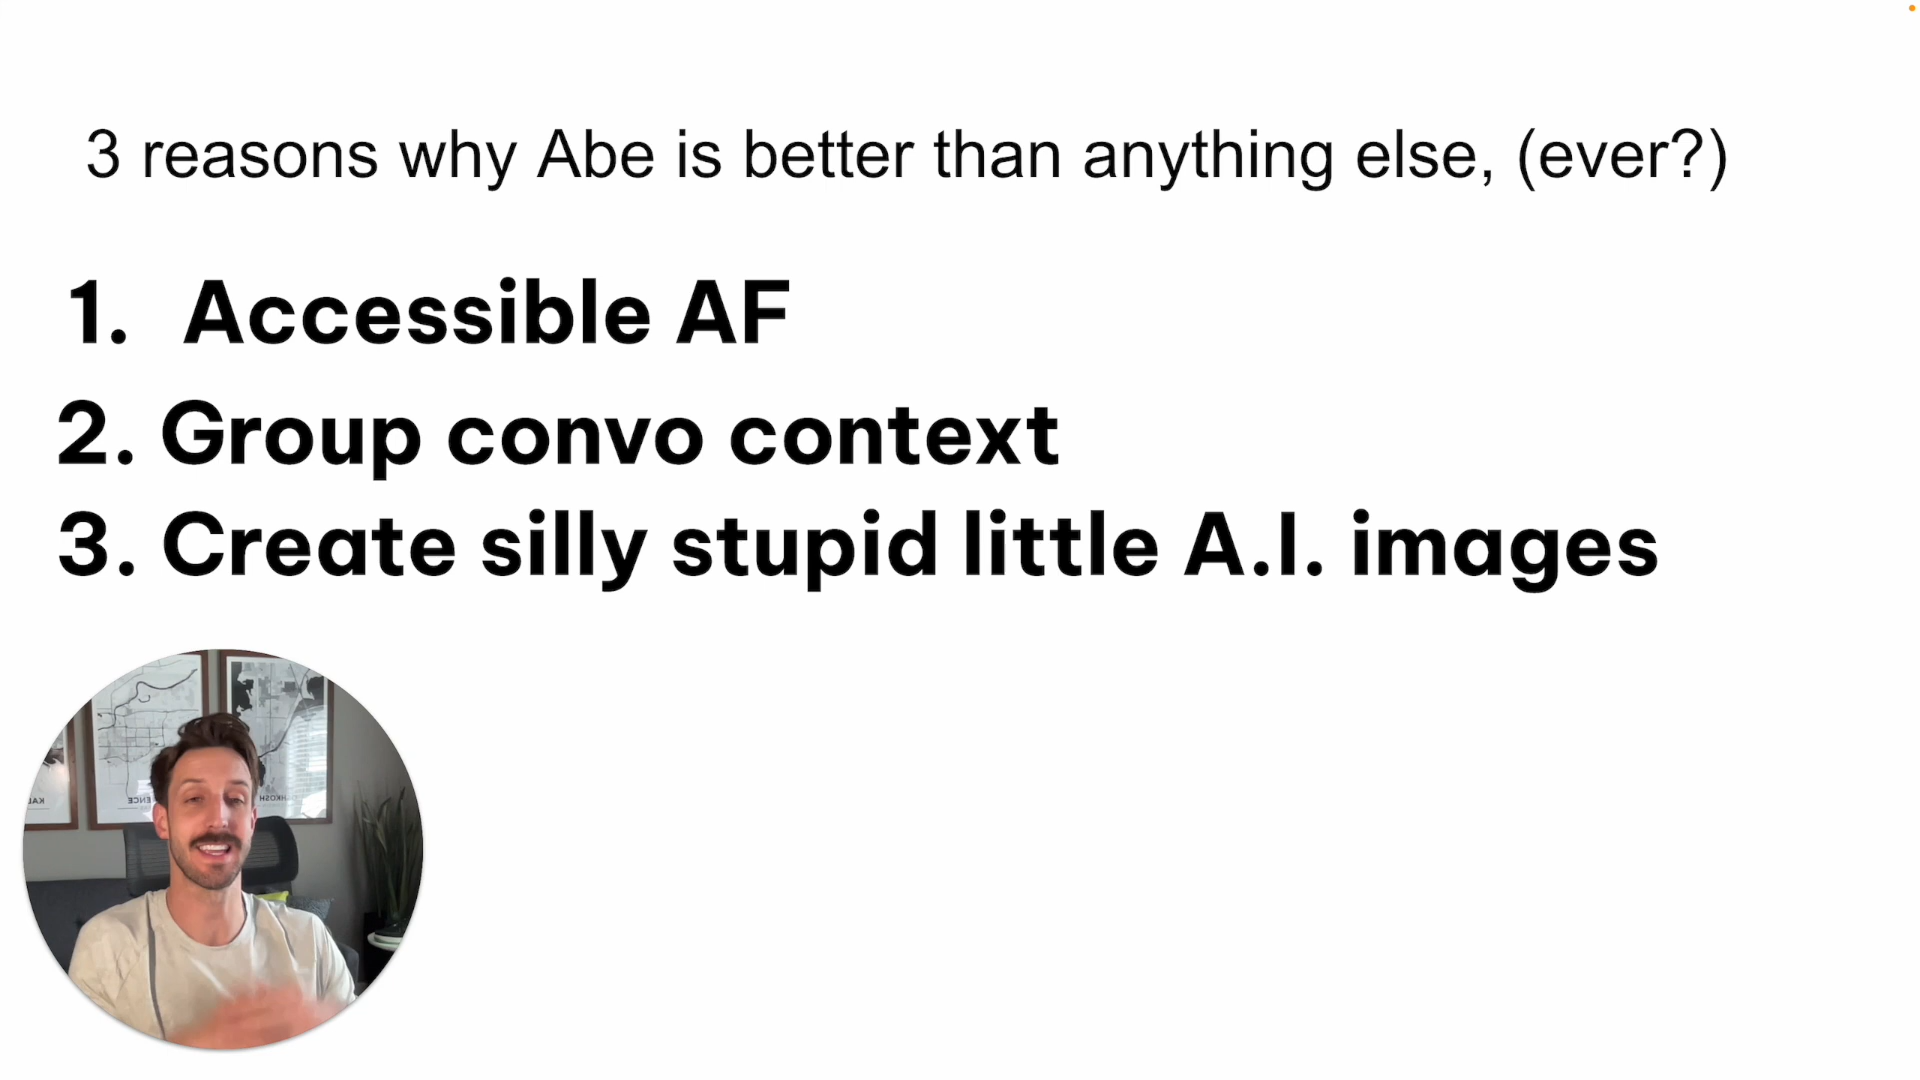 3 reasons why Abe is better than anything else, (ever?)
1. Accessible AF
2. Group convo context
3. Create silly stupid little A.I. images